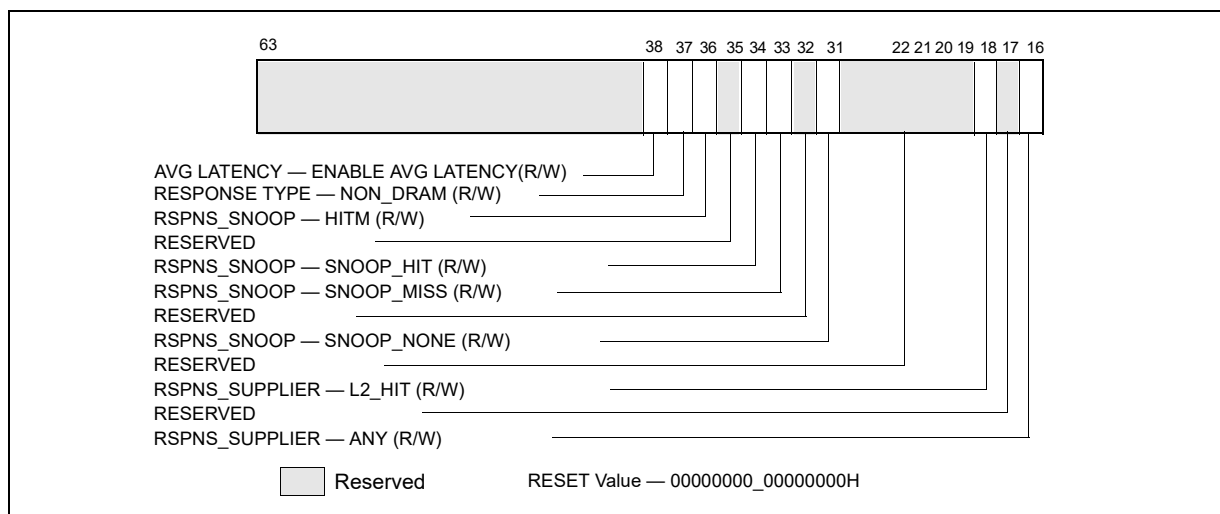 63 38 37 36 35 34 33 32 31 22 21 20 19 18 17 16
AVG LATENCY — ENABLE AVG LATENCY(R/W)
RESPONSE TYPE — NON_DRAM (R/W)
RSPNS_SNOOP — HITM (R/W)
RESERVED
RSPNS_SNOOP — SNOOP_HIT (R/W)
RSPNS_SNOOP — SNOOP_MISS (R/W)
RESERVED
RSPNS_SNOOP — SNOOP_NONE (R/W)
RESERVED
RSPNS_SUPPLIER — L2_HIT (R/W)
RESERVED
RSPNS_SUPPLIER — ANY (R/W)
Reserved RESET Value — 00000000_00000000H